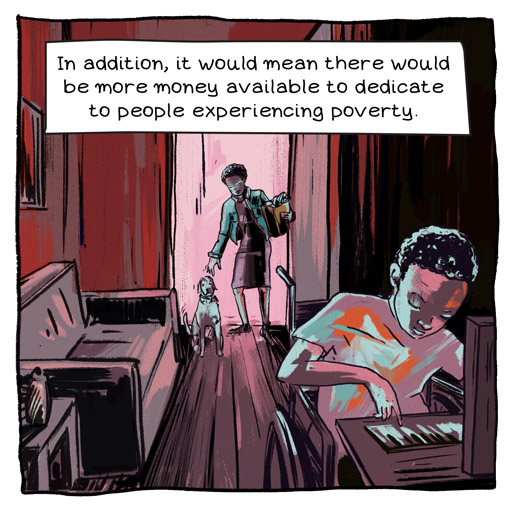 In addition, it would mean there would
be more money available to dedicate
to people experiencing poverty.